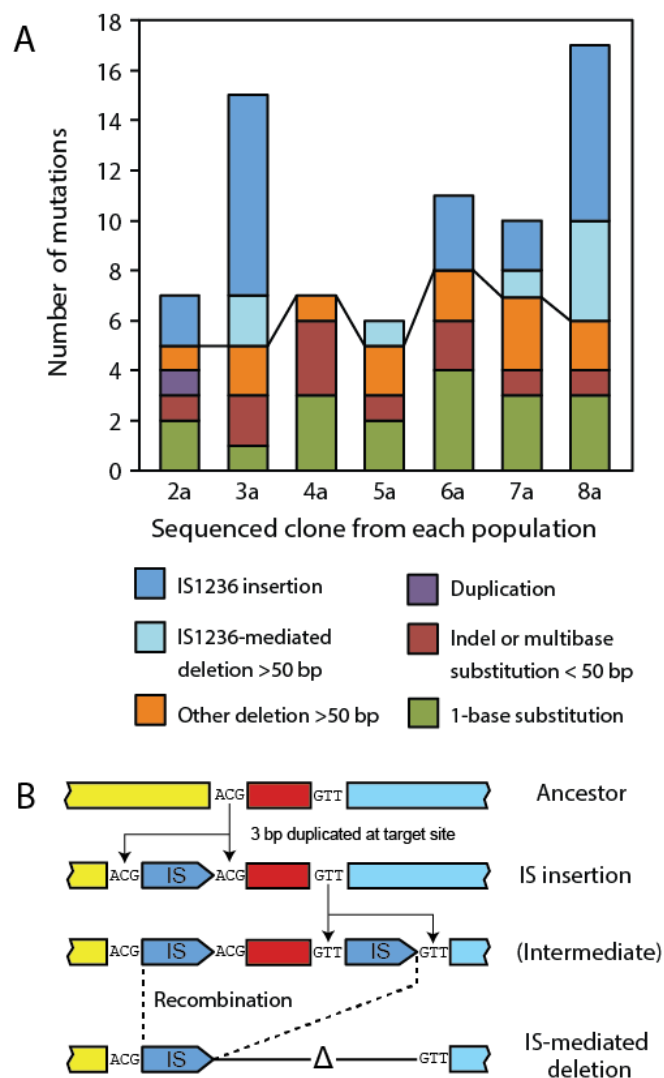 A
Number of mutations
18
16
14
12
10
8
6
4
2
0
2a 3a 4a 5a 6a 7a 8a
Sequenced clone from each population
IS1236 insertion
IS1236-mediated
deletion >50 bp
Other deletion >50 bp
Duplication
Indel or multibase
substitution < 50 bp
1-base substitution
B
ACG GTT Ancestor
3 bp duplicated at target site
ACG IS ACG GTT IS insertion
ACG IS ACG GTT IS GTT (Intermediate)
Recombination
ACG IS Δ GTT IS-mediated
deletion